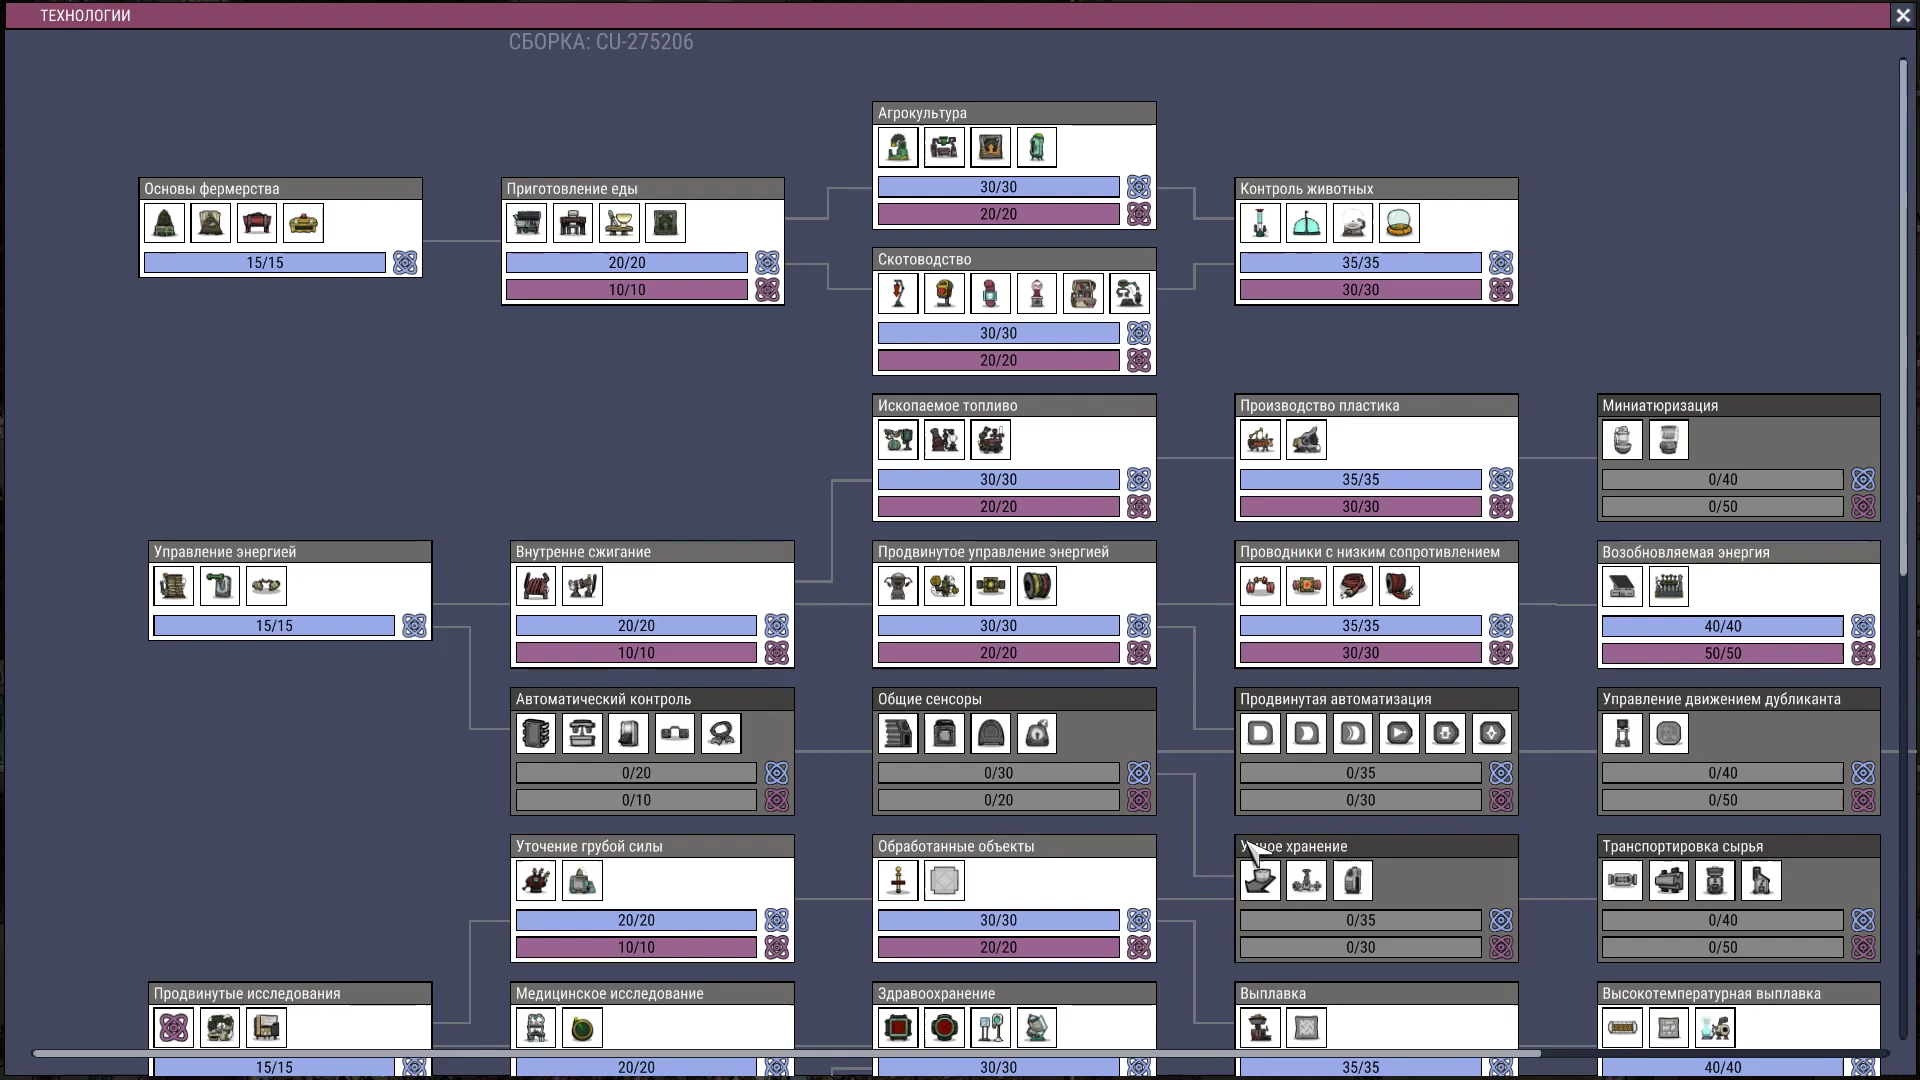 ТЕХНОЛОГИИ
СБОРКА: CU-275206
Агрокультура
30/30
20/20
Основы фермерства
15/15
Приготовление еды
20/20
10/10
Контроль животных
35/35
30/30
Скотоводство
30/30
20/20
Ископаемое топливо
30/30
20/20
Производство пластика
35/35
30/30
Миниатюризация
0/40
0/50
Управление энергией
15/15
Внутренне сжигание
20/20
10/10
Продвинутое управление энергией
30/30
20/20
Проводники с низким сопротивлением
35/35
30/30
Возобновляемая энергия
40/40
50/50
Автоматический контроль
0/20
0/10
Общие сенсоры
0/30
0/20
Продвинутая автоматизация
0/35
0/30
Управление движением дубликанта
0/40
0/50
Уточение грубой силы
20/20
10/10
Обработанные объекты
30/30
20/20
хранение
0/35
0/30
Транспортировка сырья
0/40
0/50
Продвинутые исследования
15/15
Медицинское исследование
20/20
Здравоохранение
30/30
Выплавка
35/35
Высокотемпературная выплавка
40/40